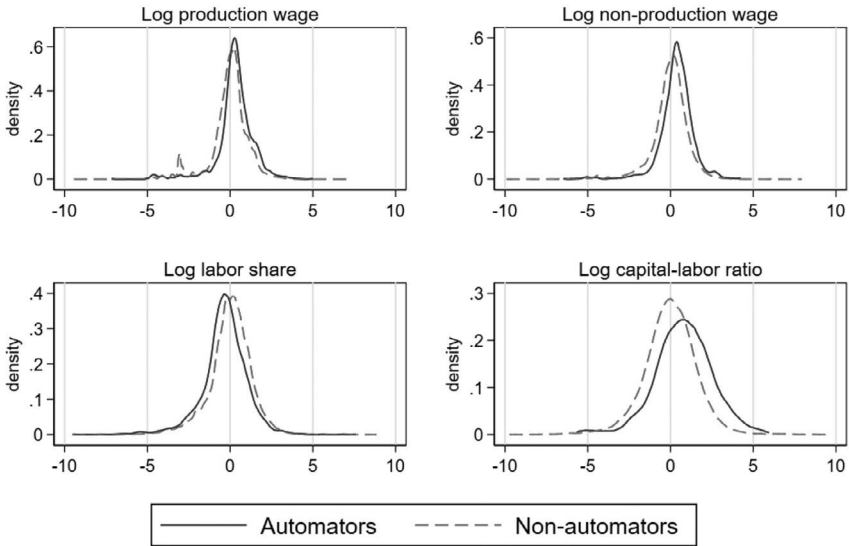 Log production wage
Log non-production wage
density
.6
.4
.2
0
-10 -5 0 5 10
density
.6
.4
.2
0
-10 -5 0 5 10
Log labor share
Log capital-labor ratio
density
.4
.3
.2
.1
0
-10 -5 0 5 10
density
.3
.2
.1
0
-10 -5 0 5 10
Automators Non-automators